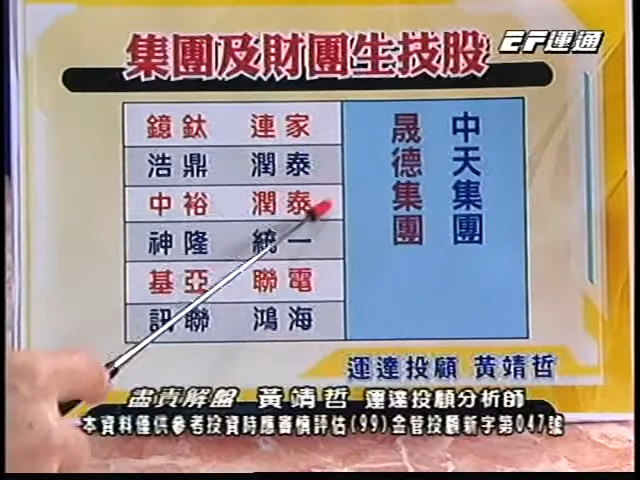 EF運通
集團及財團生技股
鐿鈦 連家
浩鼎 潤泰
中裕 潤泰
神隆 統一
基亞 聯電
訊聯 鴻海
中天集團
晟德集團
運達投顧 黃靖哲
盡責解盤 黃靖哲 運達投顧分析師
本資料僅供參考投資時應審慎評估(99)金管投顧新字第047號